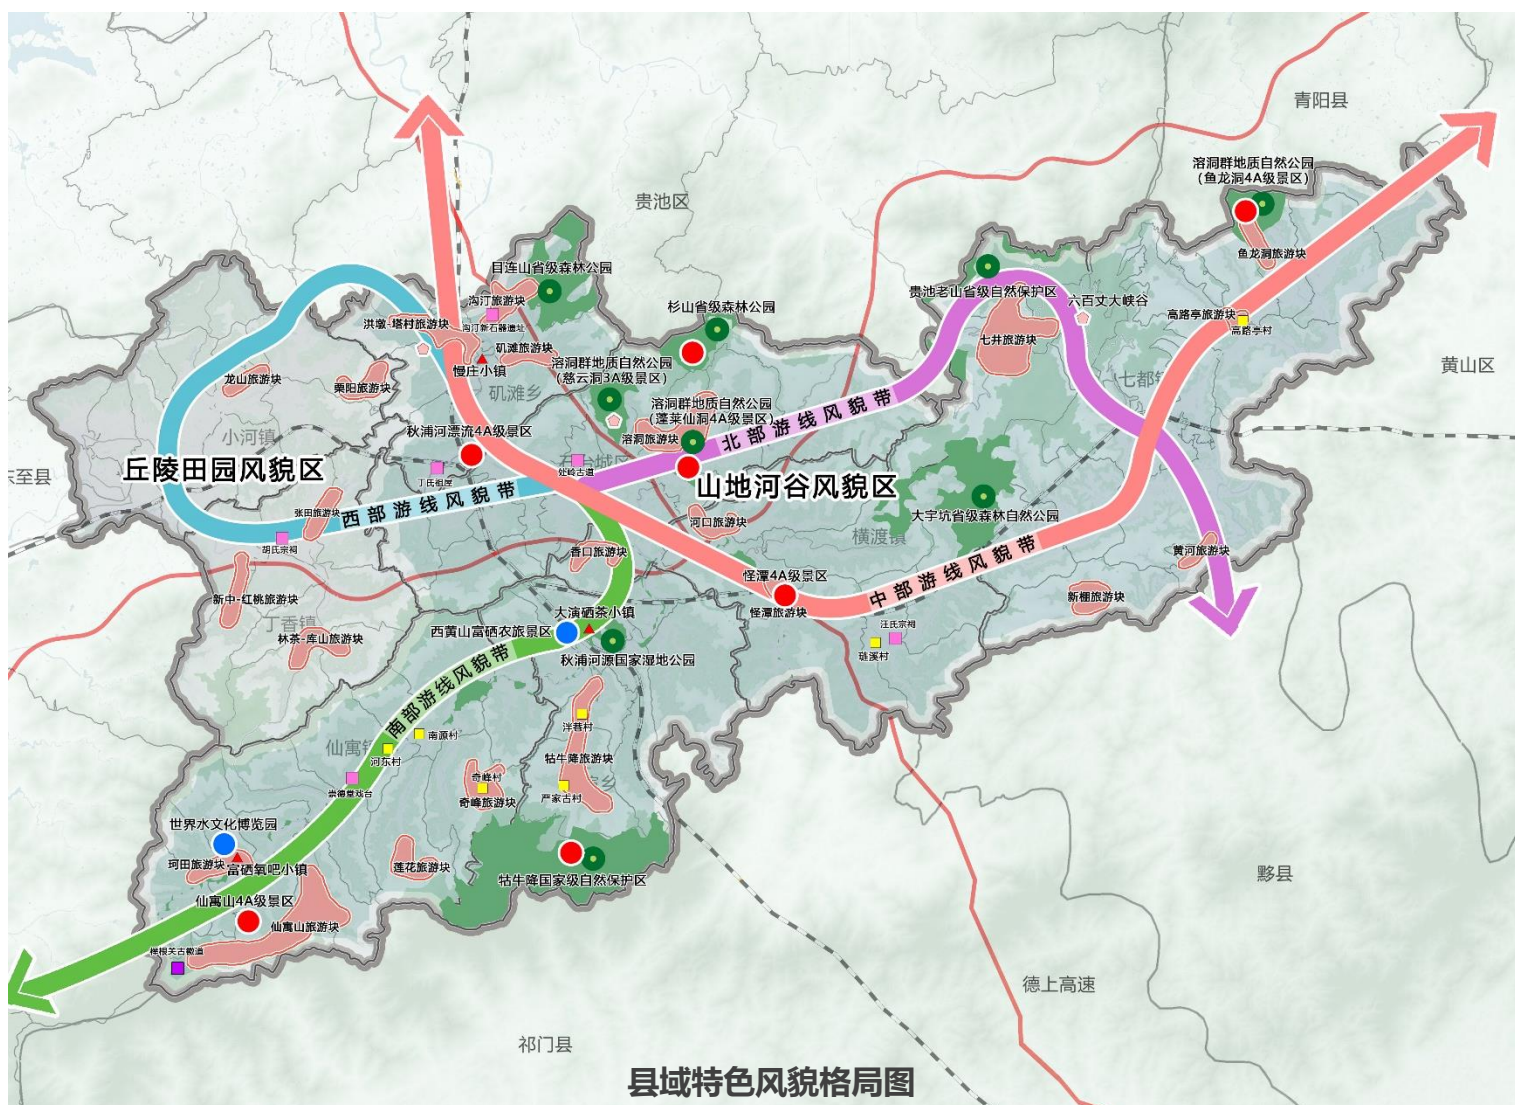 青阳县
溶洞群地质自然公园
（鱼龙洞4A级景区）
贵池区
鱼龙洞旅游块
目连山省级森林公园
沟汀旅游块
沟汀新石器遗址
洪墩-塔村旅游块
杉山省级森林公园
贵池老山省级自然保护区
六百丈大峡谷
高路亭旅游块
高路亭村
七井旅游块
矶滩旅游块
慢庄小镇
矶滩乡
溶洞群地质自然公园
（慈云洞3A级景区）
黄山区
龙山旅游块
栗阳旅游块
七都镇
溶洞群地质自然公园
（蓬莱仙洞4A级景区）
北部游线风貌带
秋浦河漂流4A级景区
小河镇
溶洞旅游块
丘陵田园风貌区
丁氏祖屋
石台城区
山地河谷风貌区
东至县
西部游线风貌带
张田旅游块
河口旅游块
大宇坑省级森林自然公园
横渡镇
胡氏宗祠
香口旅游块
黄河旅游块
中部游线风貌带
怪潭4A级景区
怪潭旅游块
新棚旅游块
新中-红桃旅游块
丁香镇
大演硒茶小镇
西黄山富硒农旅景区
汪氏宗祠
琏溪村
林茶-库山旅游块
秋浦河源国家湿地公园
南部游线风貌带
仙寓镇
南源村
河东村
泮巷村
牯牛降旅游块
崇德堂戏台
奇峰村
奇峰旅游块
严家古村
世界水文化博览园
珂田旅游块
富硒氧吧小镇
莲花旅游块
牯牛降国家级自然保护区
黟县
仙寓山4A级景区
仙寓山旅游块
榉根关古徽道
德上高速
祁门县
县域特色风貌格局图